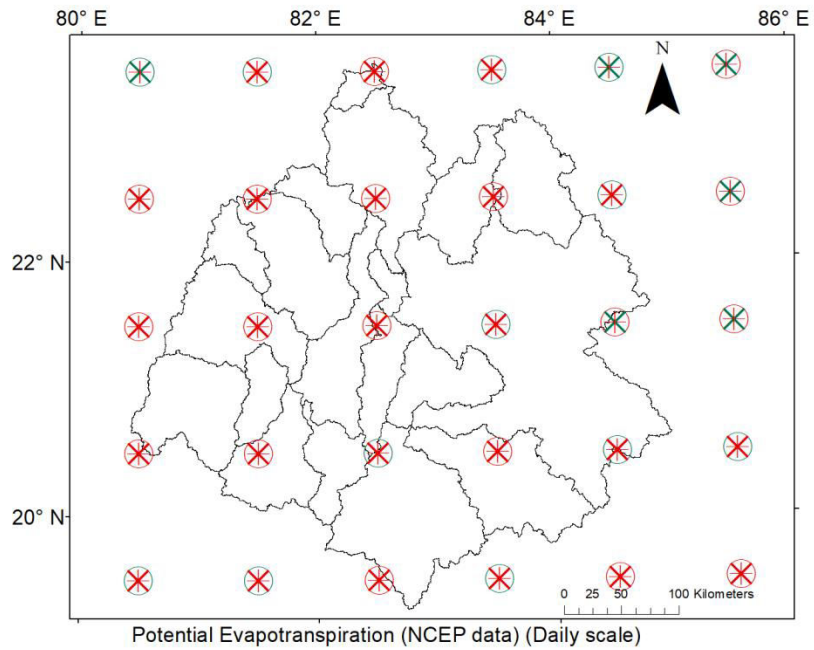 80° E 82° E 84° E 86° E
N
22° N
20° N
0 25 50 100 Kilometers
Potential Evapotranspiration (NCEP data) (Daily scale)